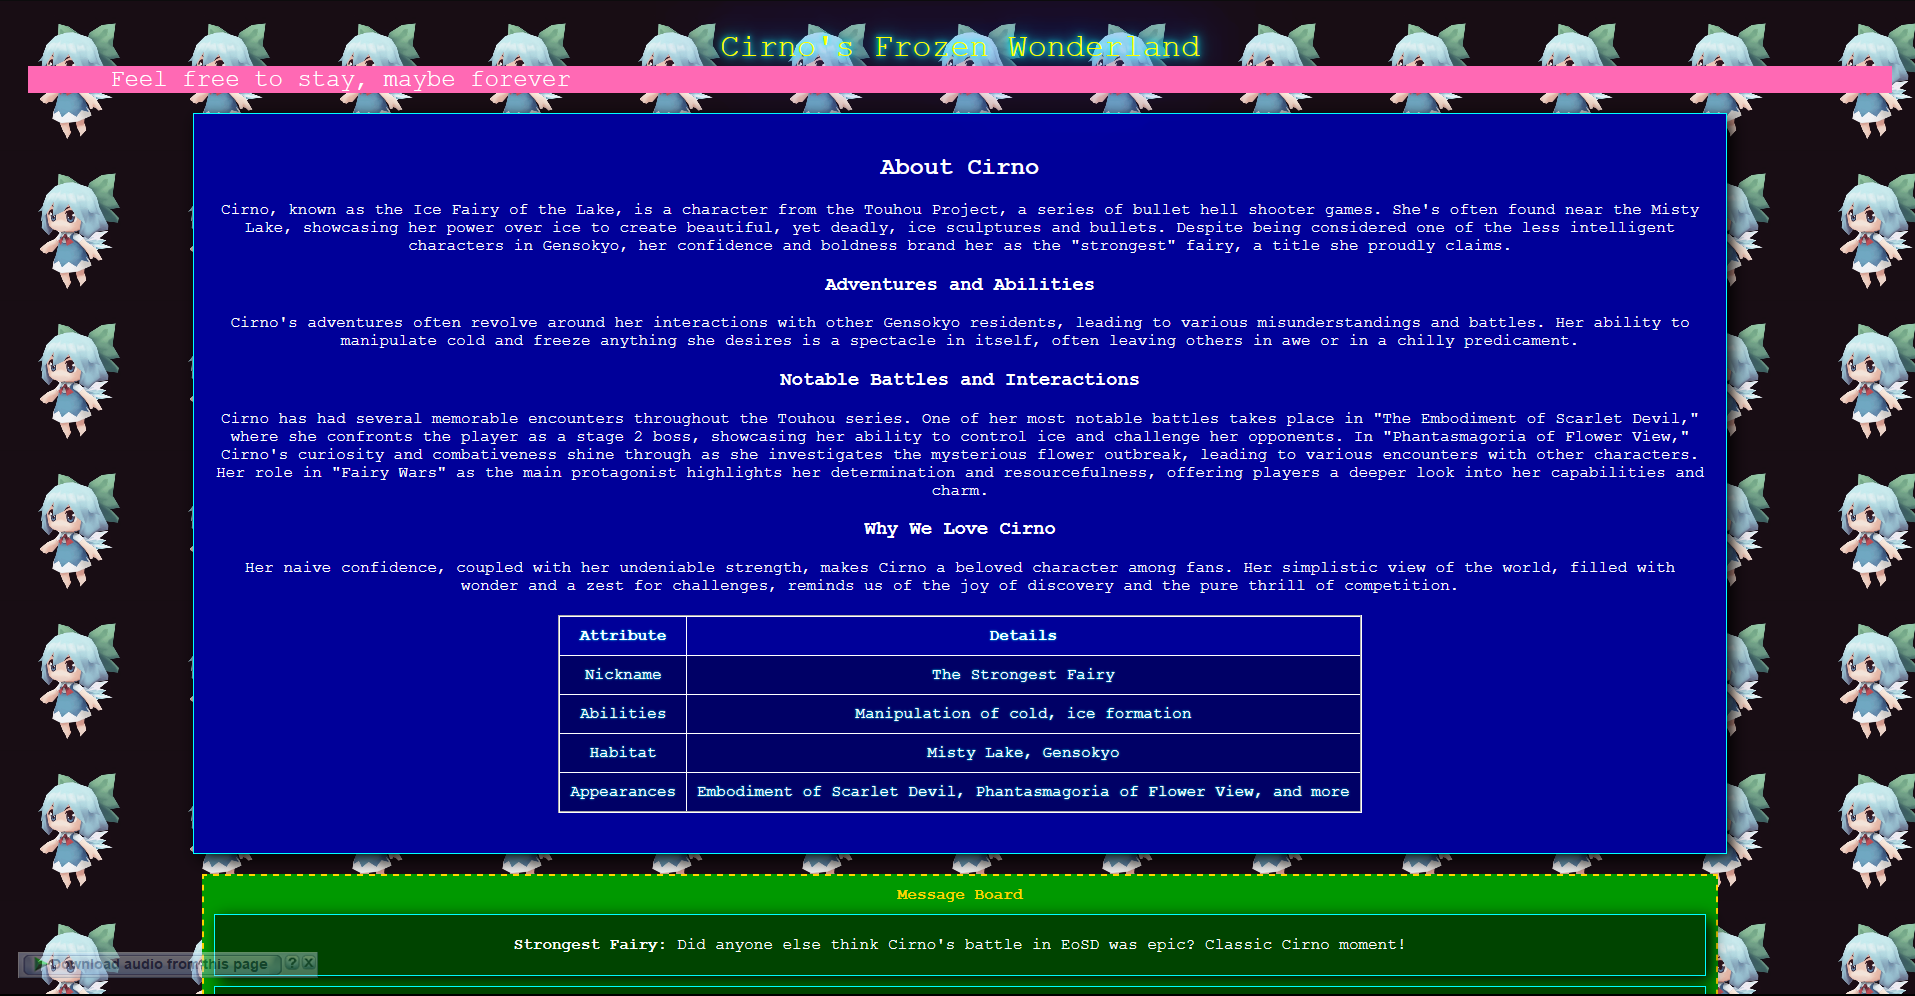 Cirno's Frozen Wonderland
Feel free to stay, maybe forever
About Cirno
Cirno, known as the Ice Fairy of the Lake, is a character from the Touhou Project, a series of bullet hell shooter games. She's often found near the Misty
Lake, showcasing her power over ice to create beautiful, yet deadly, ice sculptures and bullets. Despite being considered one of the less intelligent
characters in Gensokyo, her confidence and boldness brand her as the "strongest" fairy, a title she proudly claims.
Adventures and Abilities
Cirno's adventures often revolve around her interactions with other Gensokyo residents, leading to various misunderstandings and battles. Her ability to
manipulate cold and freeze anything she desires is a spectacle in itself, often leaving others in awe or in a chilly predicament.
Notable Battles and Interactions
Cirno has had several memorable encounters throughout the Touhou series. One of her most notable battles takes place in "The Embodiment of Scarlet Devil,"
where she confronts the player as a stage 2 boss, showcasing her ability to control ice and challenge her opponents. In "Phantasmagoria of Flower View,"
Cirno's curiosity and combativeness shine through as she investigates the mysterious flower outbreak, leading to various encounters with other characters.
Her role in "Fairy Wars" as the main protagonist highlights her determination and resourcefulness, offering players a deeper look into her capabilities and
charm.
Why We Love Cirno
Her naive confidence, coupled with her undeniable strength, makes Cirno a beloved character among fans. Her simplistic view of the world, filled with
wonder and a zest for challenges, reminds us of the joy of discovery and the pure thrill of competition.
Attribute Details
Nickname The Strongest Fairy
Abilities Manipulation of cold, ice formation
Habitat Misty Lake, Gensokyo
Appearances Embodiment of Scarlet Devil, Phantasmagoria of Flower View, and more
Message Board
Strongest Fairy: Did anyone else think Cirno's battle in EoSD was epic? Classic Cirno moment!
Download audio from this page ? X